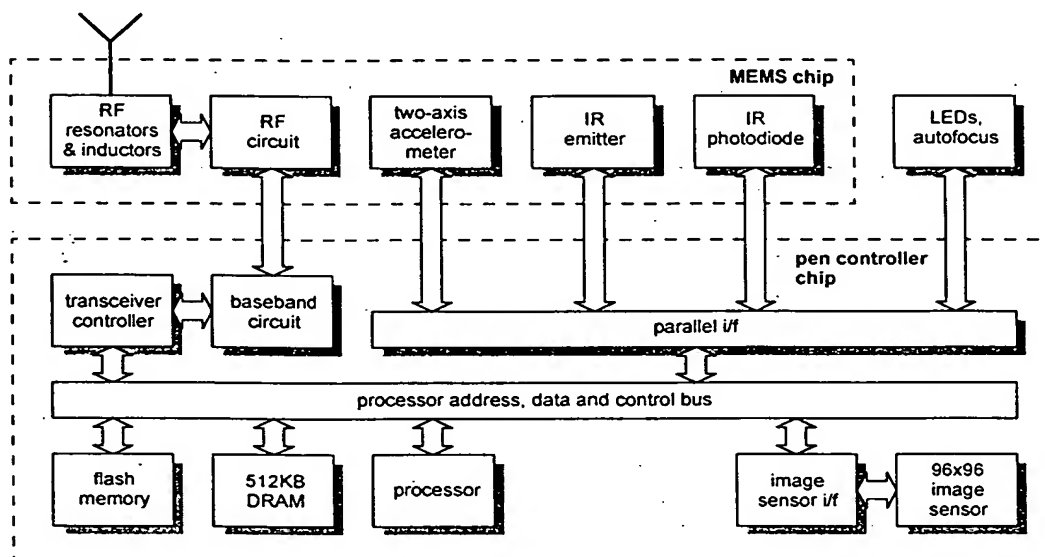 MEMS chip
RF
resonators
& inductors
RF
circuit
two-axis
accelero-
meter
IR
emitter
IR
photodiode
LEDs,
autofocus
pen controller
chip
transceiver
controller
baseband
circuit
parallel i/f
processor address, data and control bus
flash
memory
512KB
DRAM
processor
image
sensor i/f
96x96
image
sensor